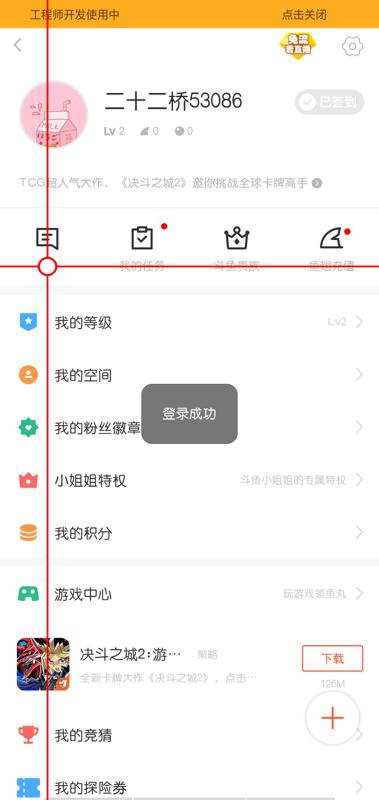 工程师开发使用中 点击关闭
免流
看直播
二十二桥53086
已签到
Lv 2 0 0
TCG超人气大作，《决斗之城2》邀你挑战全球卡牌高手
我的任务 斗鱼贵族 鱼翅充值
我的等级 Lv2
我的空间
登录成功
我的粉丝徽章
小姐姐特权 斗鱼小姐姐的专属特权
我的积分
游戏中心 玩游戏领鱼丸
决斗之城2:游… 策略
下载
全新卡牌大作《决斗之城2》，点击…
126M
我的竞猜
我的探险券